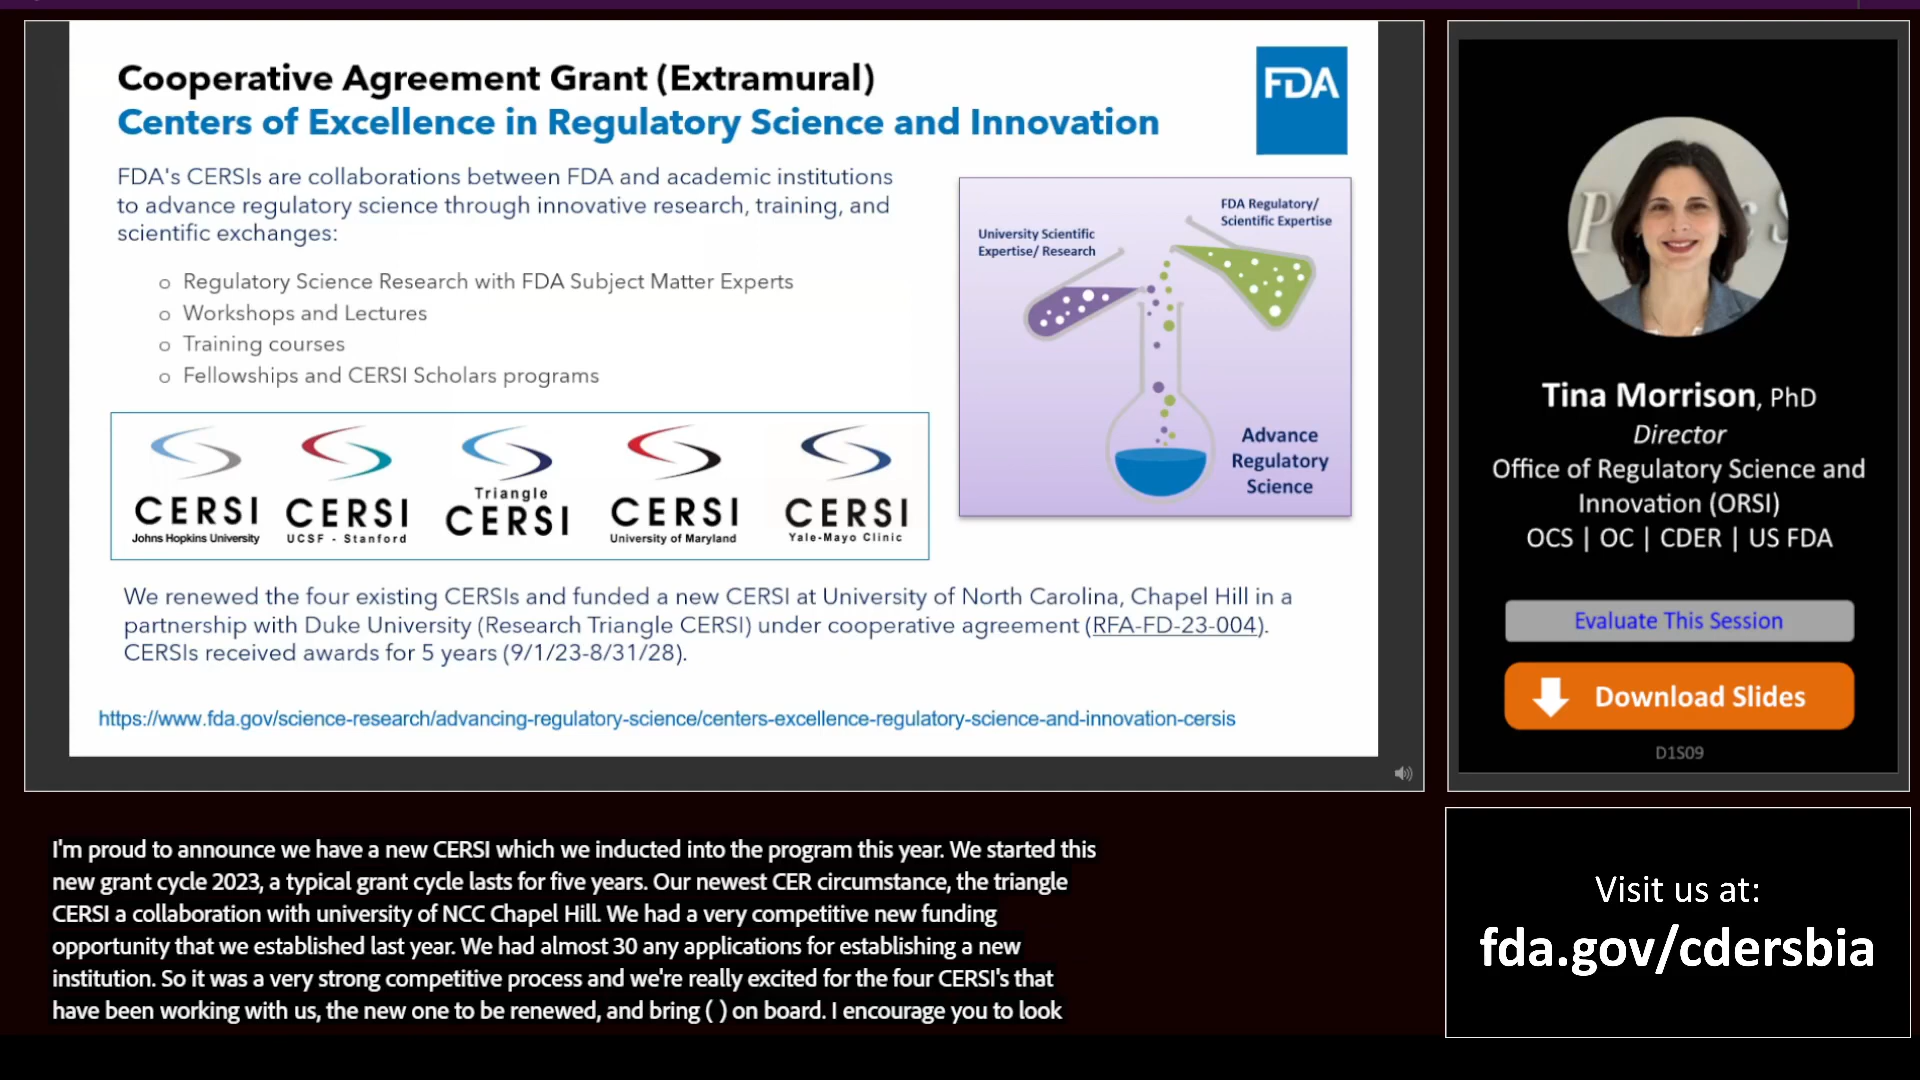 Cooperative Agreement Grant (Extramural)
Centers of Excellence in Regulatory Science and Innovation
FDA
FDA's CERSIs are collaborations between FDA and academic institutions
to advance regulatory science through innovative research, training, and
scientific exchanges:
o Regulatory Science Research with FDA Subject Matter Experts
o Workshops and Lectures
o Training courses
o Fellowships and CERSI Scholars programs
University Scientific
Expertise/ Research
FDA Regulatory/
Scientific Expertise
Advance
Regulatory
Science
CERSI
Johns Hopkins University
CERSI
UCSF - Stanford
Triangle
CERSI
CERSI
University of Maryland
CERSI
Yale-Mayo Clinic
We renewed the four existing CERSIs and funded a new CERSI at University of North Carolina, Chapel Hill in a
partnership with Duke University (Research Triangle CERSI) under cooperative agreement (RFA-FD-23-004).
CERSIs received awards for 5 years (9/1/23-8/31/28).
https://www.fda.gov/science-research/advancing-regulatory-science/centers-excellence-regulatory-science-and-innovation-cersis
Tina Morrison, PhD
Director
Office of Regulatory Science and
Innovation (ORSI)
OCS | OC | CDER | US FDA
Evaluate This Session
Download Slides
D1S09
I'm proud to announce we have a new CERSI which we inducted into the program this year. We started this
new grant cycle 2023, a typical grant cycle lasts for five years. Our newest CER circumstance, the triangle
CERSI a collaboration with university of NCC Chapel Hill. We had a very competitive new funding
opportunity that we established last year. We had almost 30 any applications for establishing a new
institution. So it was a very strong competitive process and we're really excited for the four CERSI's that
have been working with us, the new one to be renewed, and bring ( ) on board. I encourage you to look
Visit us at:
fda.gov/cdersbia